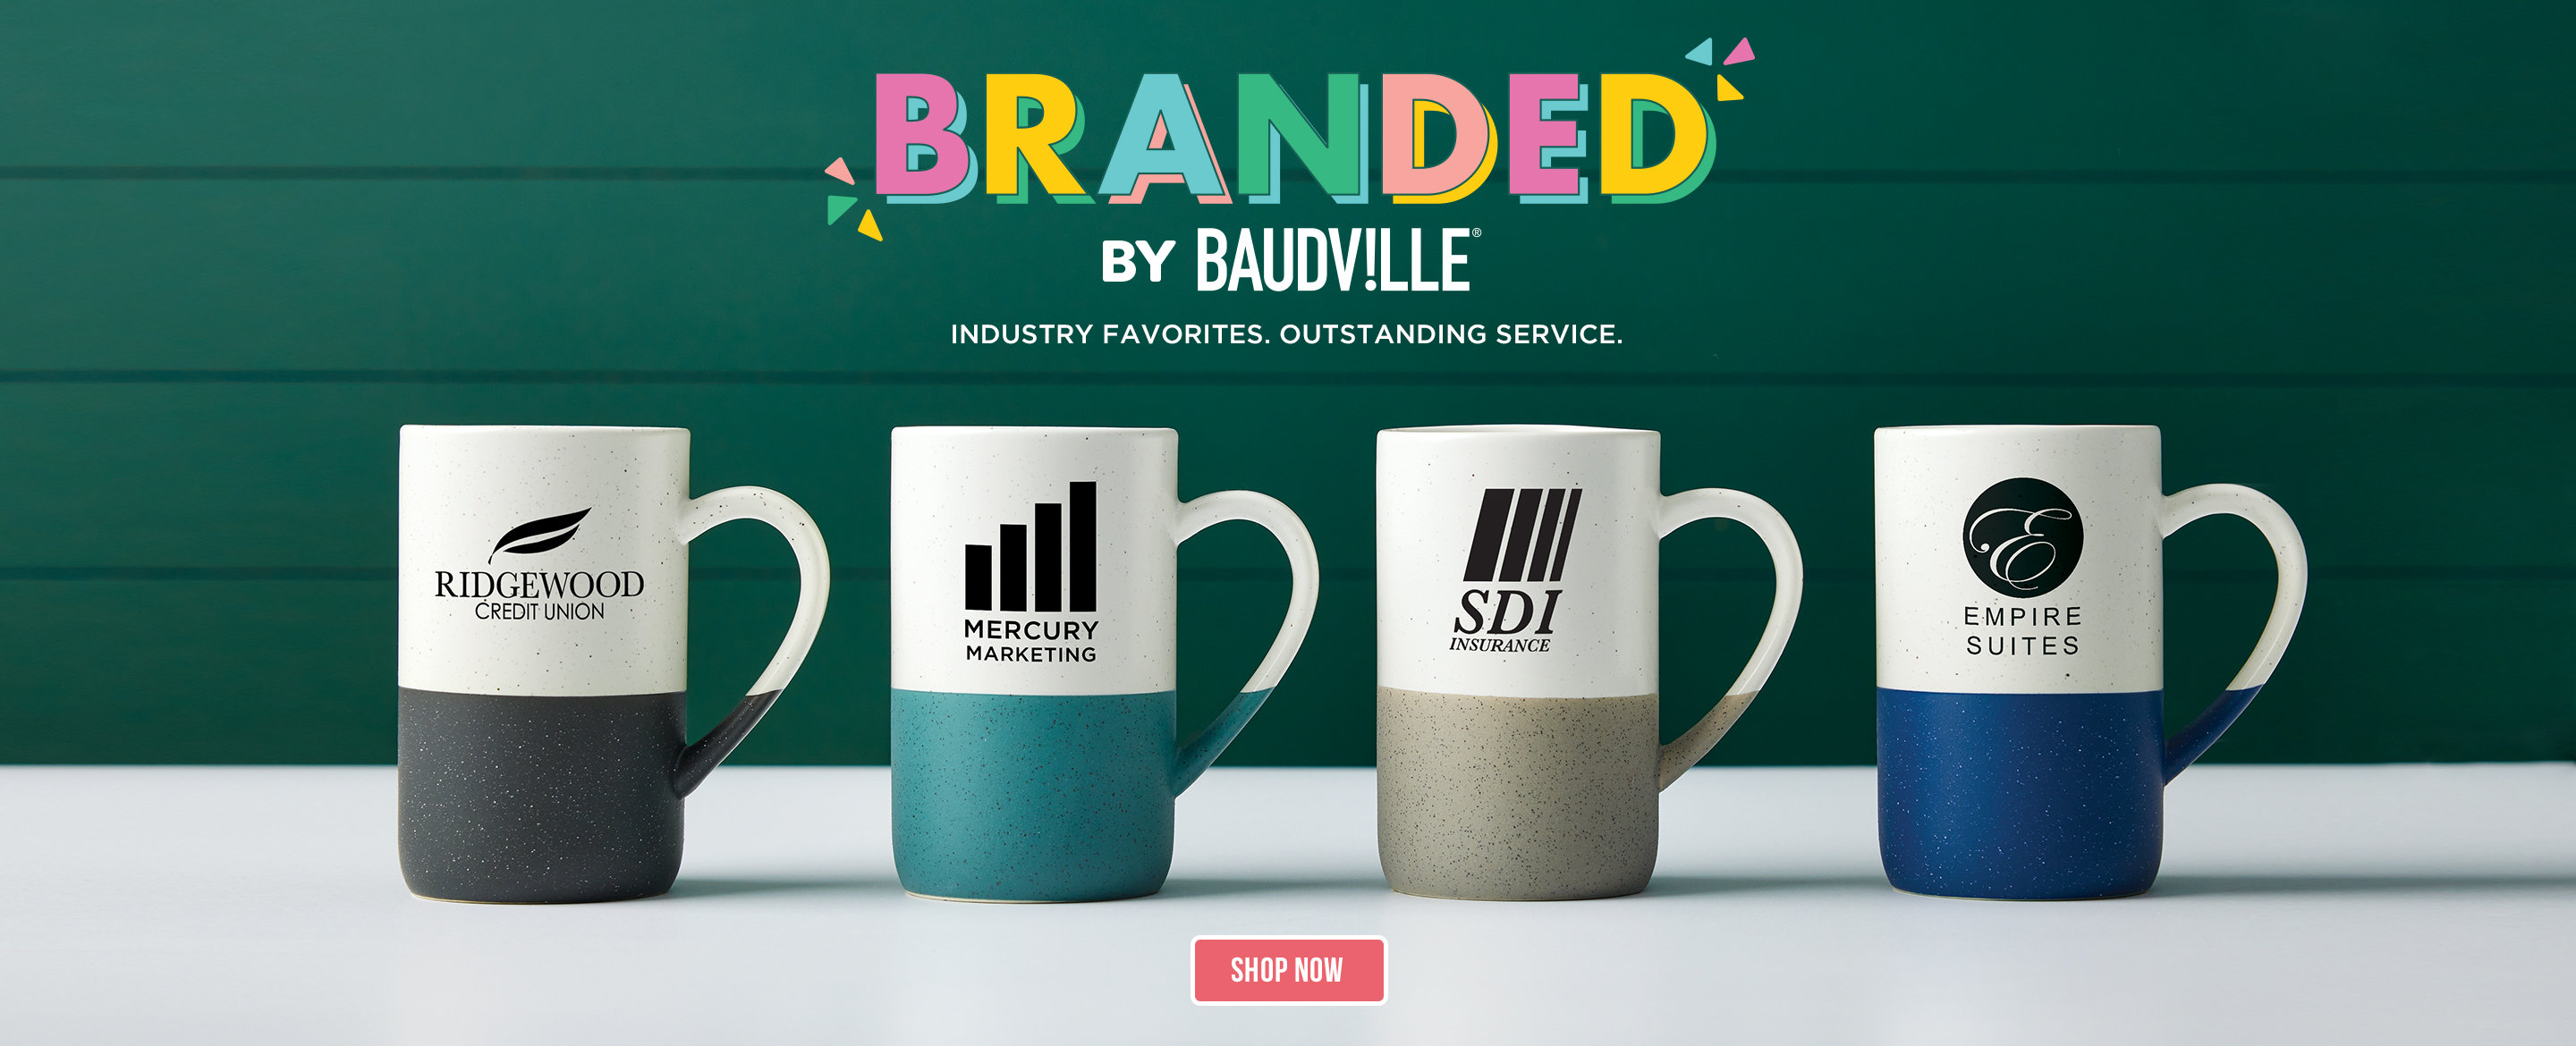 BRANDED
BY BAUDV!LLE®
INDUSTRY FAVORITES. OUTSTANDING SERVICE.
RIDGEWOOD
CREDIT UNION
MERCURY
MARKETING
SDI
INSURANCE
E
EMPIRE
SUITES
SHOP NOW